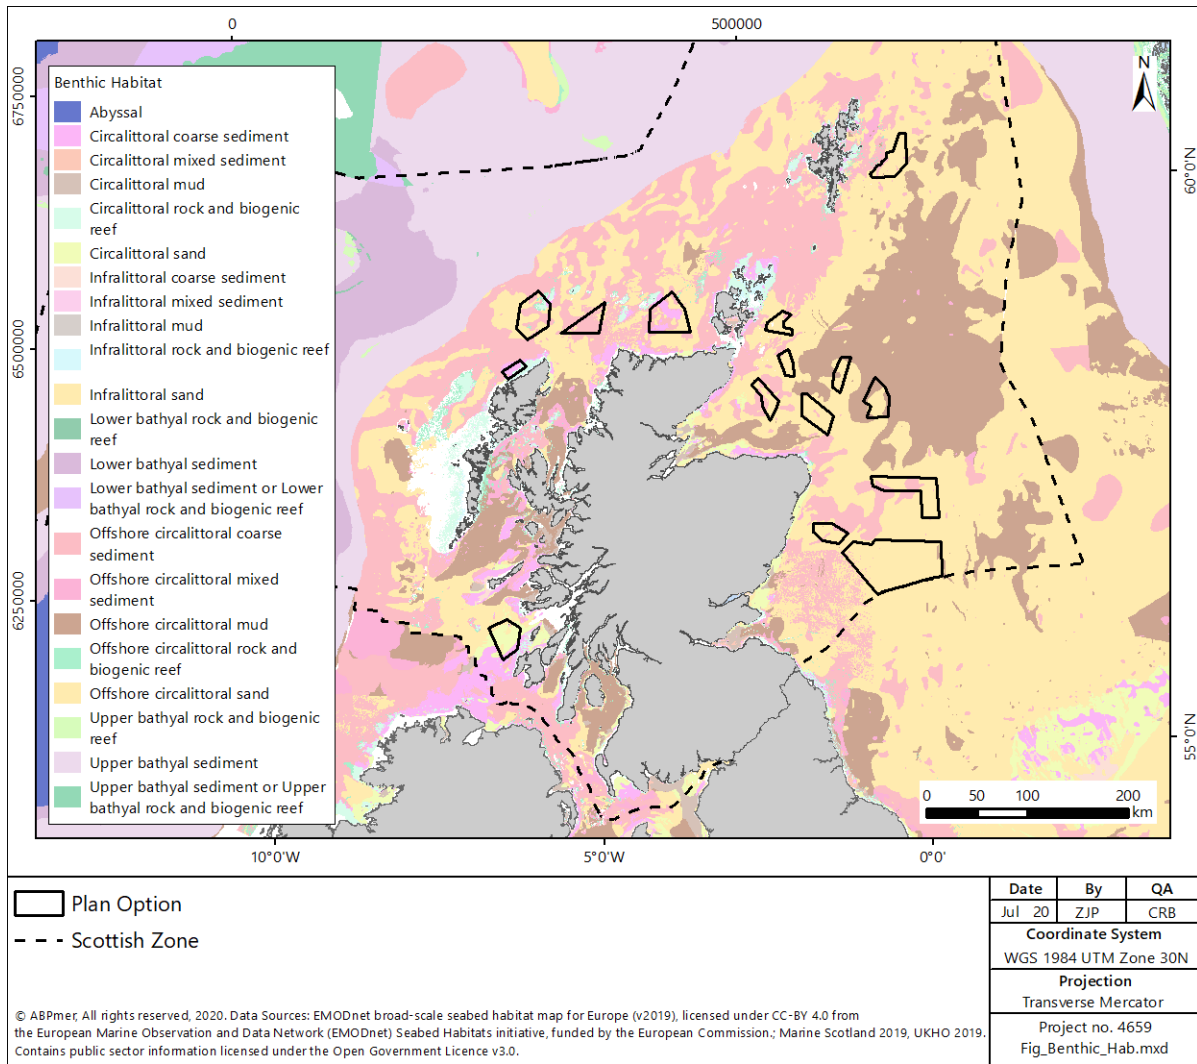 0
500000
6750000
6500000
6250000
N
60°N
55°N
Benthic Habitat
Abyssal
Circalittoral coarse sediment
Circalittoral mixed sediment
Circalittoral mud
Circalittoral rock and biogenic
reef
Circalittoral sand
Infralittoral coarse sediment
Infralittoral mixed sediment
Infralittoral mud
Infralittoral rock and biogenic reef
Infralittoral sand
Lower bathyal rock and biogenic
reef
Lower bathyal sediment
Lower bathyal sediment or Lower
bathyal rock and biogenic reef
Offshore circalittoral coarse
sediment
Offshore circalittoral mixed
sediment
Offshore circalittoral mud
Offshore circalittoral rock and
biogenic reef
Offshore circalittoral sand
Upper bathyal rock and biogenic
reef
Upper bathyal sediment
Upper bathyal sediment or Upper
bathyal rock and biogenic reef
0 50 100 200
km
10°0'W
5°0'W
0°0'
Plan Option
Scottish Zone
Date By QA
Jul 20 ZJP CRB
Coordinate System
WGS 1984 UTM Zone 30N
Projection
Transverse Mercator
Project no. 4659
Fig_Benthic_Hab.mxd
© ABPmer, All rights reserved, 2020. Data Sources: EMODnet broad-scale seabed habitat map for Europe (v2019), licensed under CC-BY 4.0 from
the European Marine Observation and Data Network (EMODnet) Seabed Habitats initiative, funded by the European Commission.; Marine Scotland 2019, UKHO 2019.
Contains public sector information licensed under the Open Government Licence v3.0.